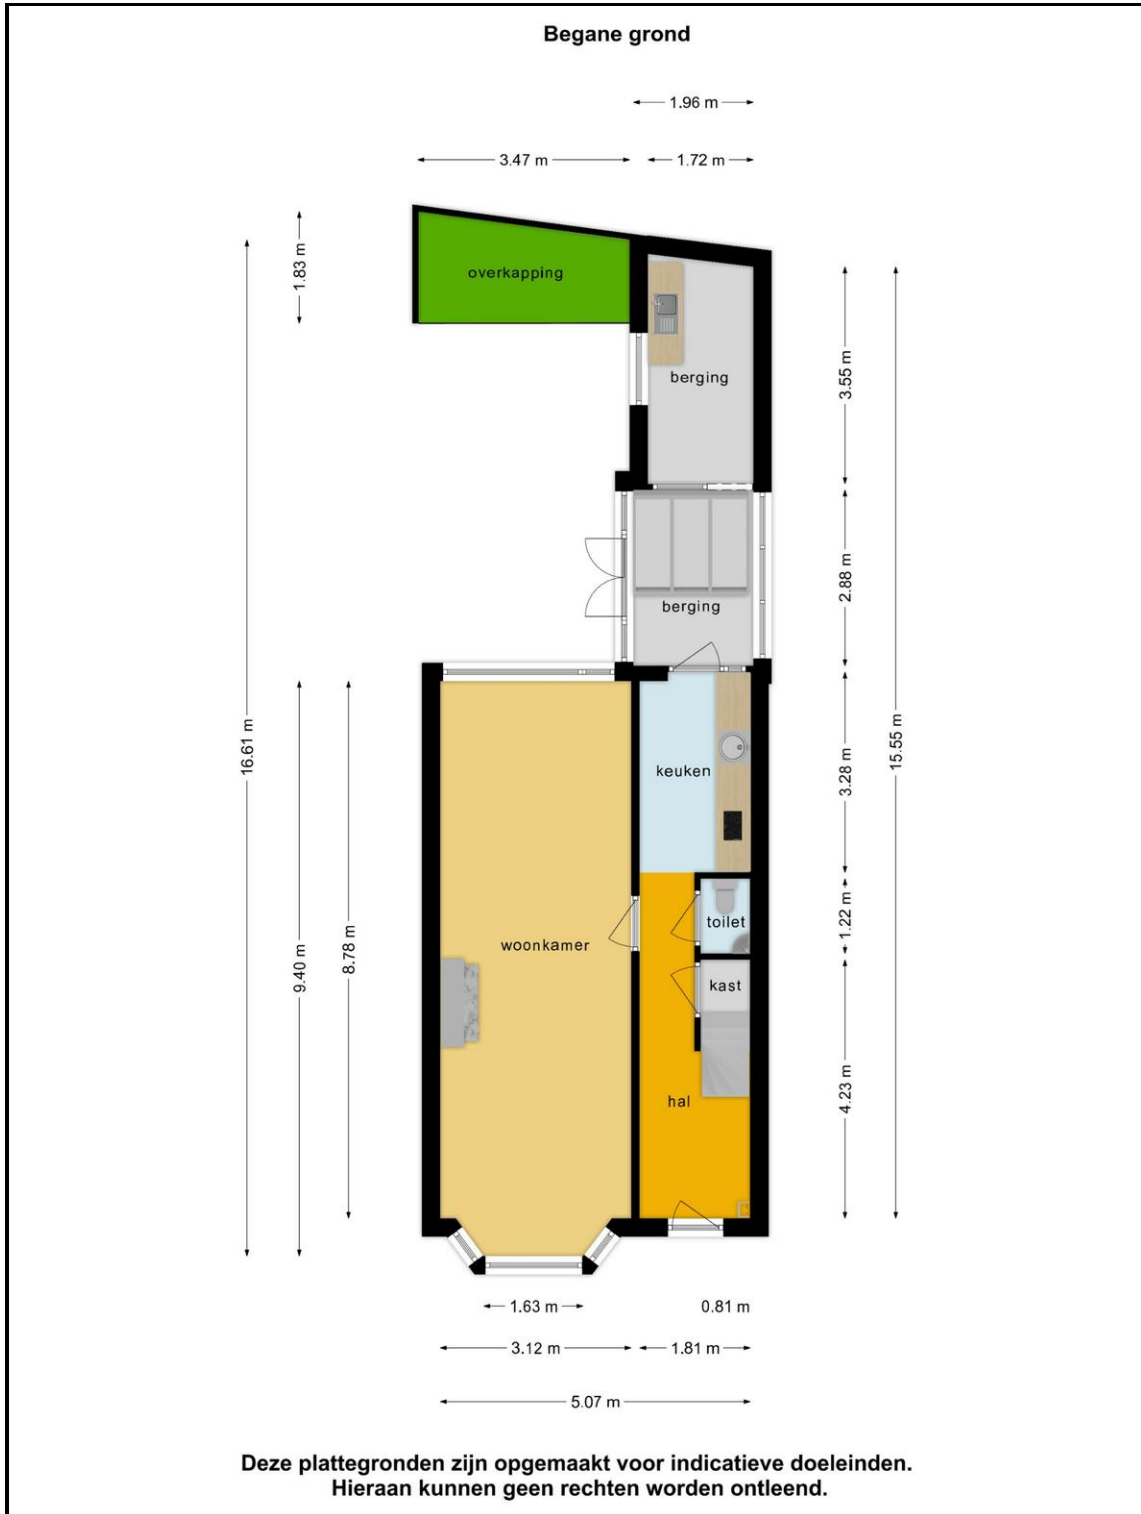 Begane grond
1.96 m
3.47 m
1.72 m
1.83 m
overkapping
berging
3.55 m
2.88 m
berging
16.61 m
15.55 m
keuken
3.28 m
toilet
1.22 m
woonkamer
9.40 m
8.78 m
kast
hal
4.23 m
1.63 m
0.81 m
3.12 m
1.81 m
5.07 m
Deze plattegronden zijn opgemaakt voor indicatieve doeleinden.
Hieraan kunnen geen rechten worden ontleend.